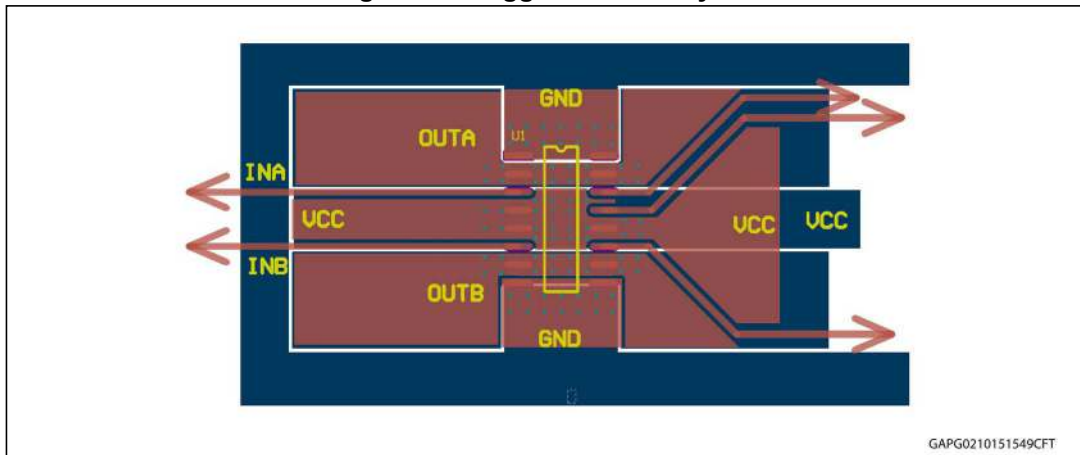 GND
OUTA
U1
INA
VCC
VCC
VCC
INB
OUTB
GND
GAPG0210151549CFT